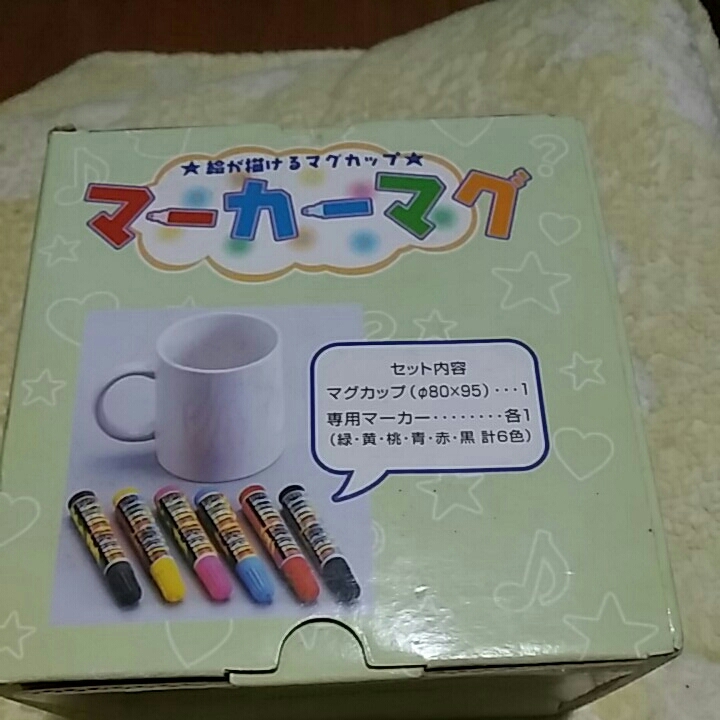 ★絵が描けるマグカップ★
マーカーマグ
セット内容
マグカップ(φ80×95)・・・1
専用マーカー・・・・・・・・各1
(緑・黄・桃・青・赤・黒 計6色)